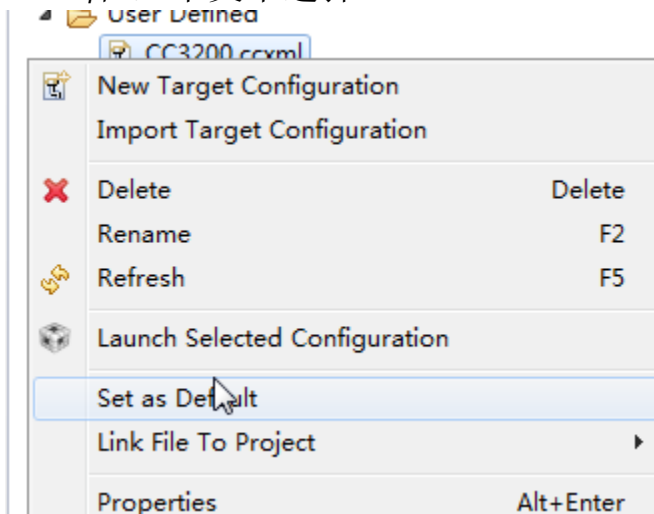 User Defined
CC3200.ccxml
New Target Configuration
Import Target Configuration
Delete Delete
Rename F2
Refresh F5
Launch Selected Configuration
Set as Default
Link File To Project
Properties Alt+Enter